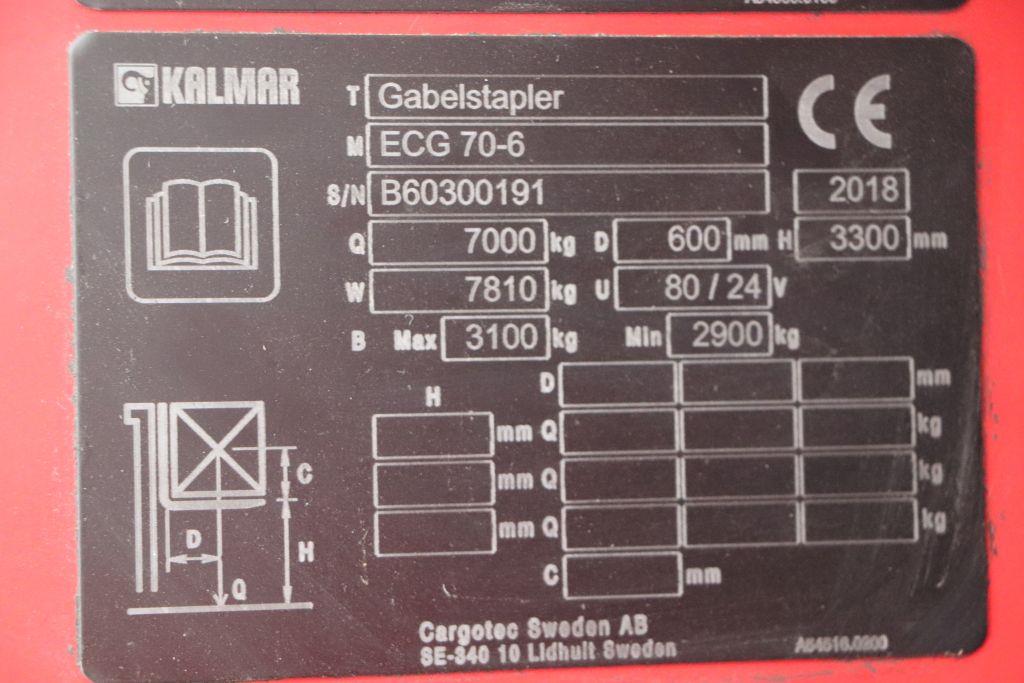 KALMAR
T Gabelstapler
M ECG 70-6
S/N B60300191 2018
Q 7000 kg D 600 mm H 3300 mm
W 7810 kg U 80 / 24 V
B Max 3100 kg Min 2900 kg
H D mm
mm Q kg
mm Q kg
mm Q kg
C mm
C
D H
Q
Cargotec Sweden AB
SE-340 10 Lidhult Sweden